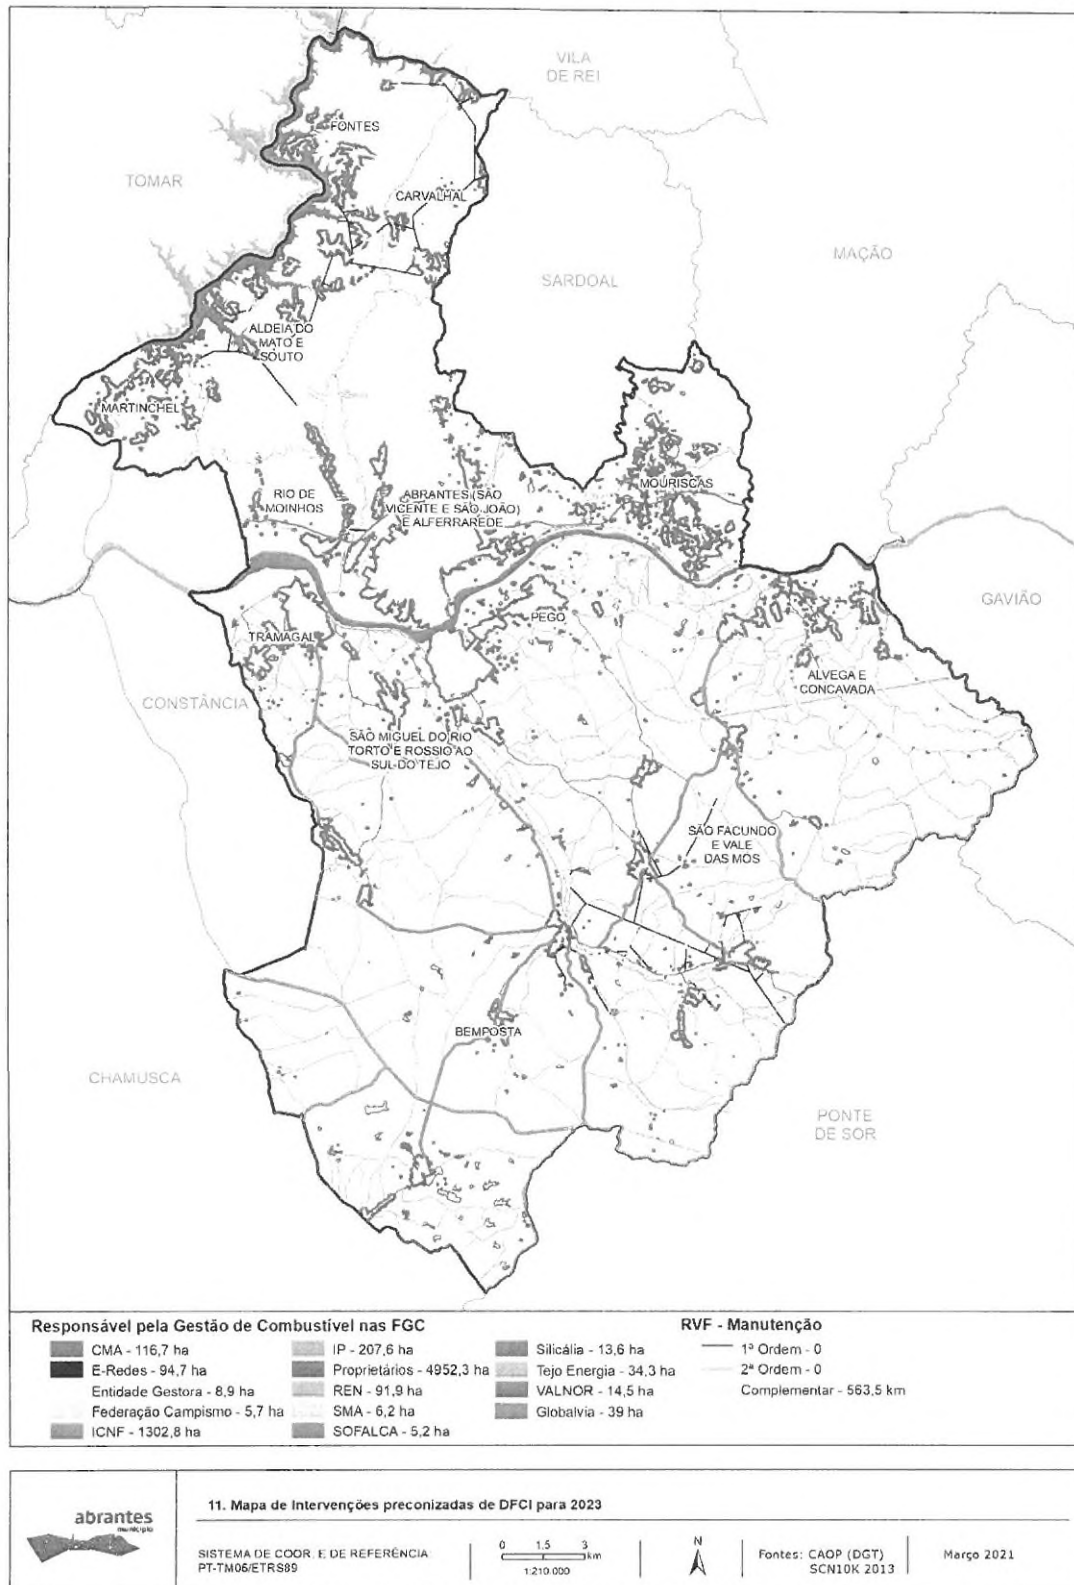 VILA
DE REI
FONTES
TOMAR
CARVALHAL
MAÇÃO
SARDOAL
ALDEIA DO
MATO E
SOUTO
MARTINCHEL
MOURISCAS
RIO DE
MOINHOS
ABRANTES (SÃO
VICENTE E SÃO JOÃO)
E ALFERRAREDE
GAVIÃO
PEGO
TRAMAGAL
ALVEGA E
CONCAVADA
CONSTÂNCIA
SÃO MIGUEL DO RIO
TORTO E ROSSIO AO
SUL DO TEJO
SÃO FACUNDO
E VALE
DAS MÓS
BEMPOSTA
CHAMUSCA
PONTE
DE SOR
Responsável pela Gestão de Combustível nas FGC
CMA - 116,7 ha
E-Redes - 94,7 ha
Entidade Gestora - 8,9 ha
Federação Campismo - 5,7 ha
ICNF - 1302,8 ha
IP - 207,6 ha
Proprietários - 4952,3 ha
REN - 91,9 ha
SMA - 6,2 ha
SOFALCA - 5,2 ha
Silicália - 13,6 ha
Tejo Energia - 34,3 ha
VALNOR - 14,5 ha
Globalvia - 39 ha
RVF - Manutenção
1ª Ordem - 0
2ª Ordem - 0
Complementar - 563,5 km
abrantes
município
11. Mapa de Intervenções preconizadas de DFCI para 2023
SISTEMA DE COOR. E DE REFERÊNCIA
PT-TM06/ETRS89
0 1,5 3
km
1:210.000
N
Fontes: CAOP (DGT)
SCN10K 2013
Março 2021